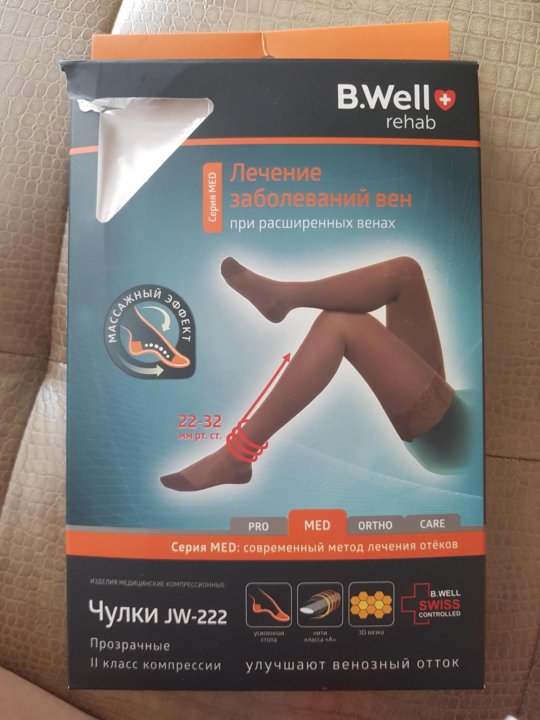 B.Well
rehab
Серия MED
Лечение
заболеваний вен
при расширенных венах
МАССАЖНЫЙ ЭФФЕКТ
22-32
мм рт. ст.
PRO
MED
ORTHO
CARE
Серия MED: современный метод лечения отёков
ИЗДЕЛИЯ МЕДИЦИНСКИЕ КОМПРЕССИОННЫЕ:
Чулки JW-222
Прозрачные
II класс компрессии
усиленная
стопа
нити
класса «А»
3D вязка
B.WELL
SWISS
CONTROLLED
улучшают венозный отток